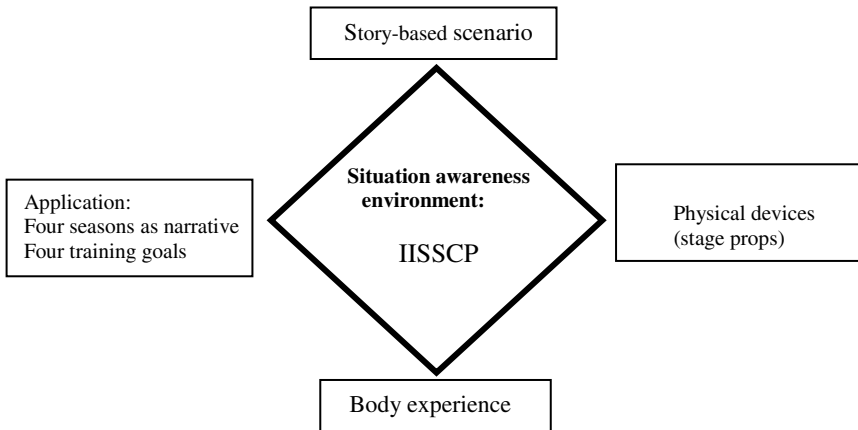 Story-based scenario
Situation awareness
environment:
IISSCP
Application:
Four seasons as narrative
Four training goals
Physical devices
(stage props)
Body experience